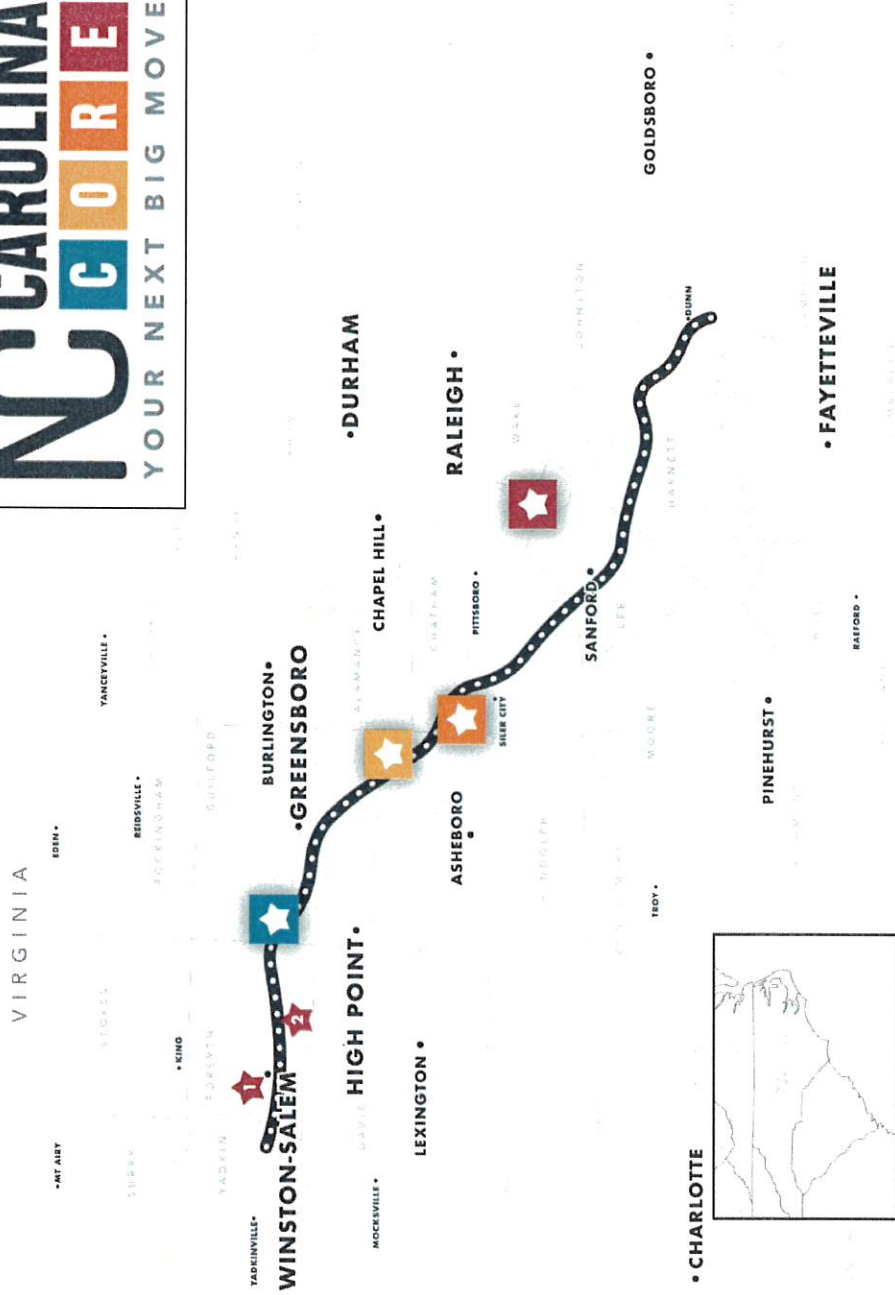 NC CAROLINA
CORE
YOUR NEXT BIG MOVE
VIRGINIA
•MT AIRY
EDEN •
YANCEYVILLE •
STOKES
SURRY
REIDSVILLE •
ROCKINGHAM
• KING
FORSYTH
YADKIN
GUILFORD
YADKINVILLE•
1
2
WINSTON-SALEM
BURLINGTON•
•GREENSBORO
•DURHAM
HIGH POINT•
DAVIE
ALAMANCE
MOCKSVILLE •
CHAPEL HILL•
LEXINGTON •
CHATHAM
RALEIGH •
ASHEBORO
PITTSBORO •
SILER CITY
WAKE
JOHNSTON
SANFORD
LEE
MOORE
HARNETT
GOLDSBORO •
•DUNN
TROY •
• CHARLOTTE
PINEHURST •
• FAYETTEVILLE
RAEFORD •